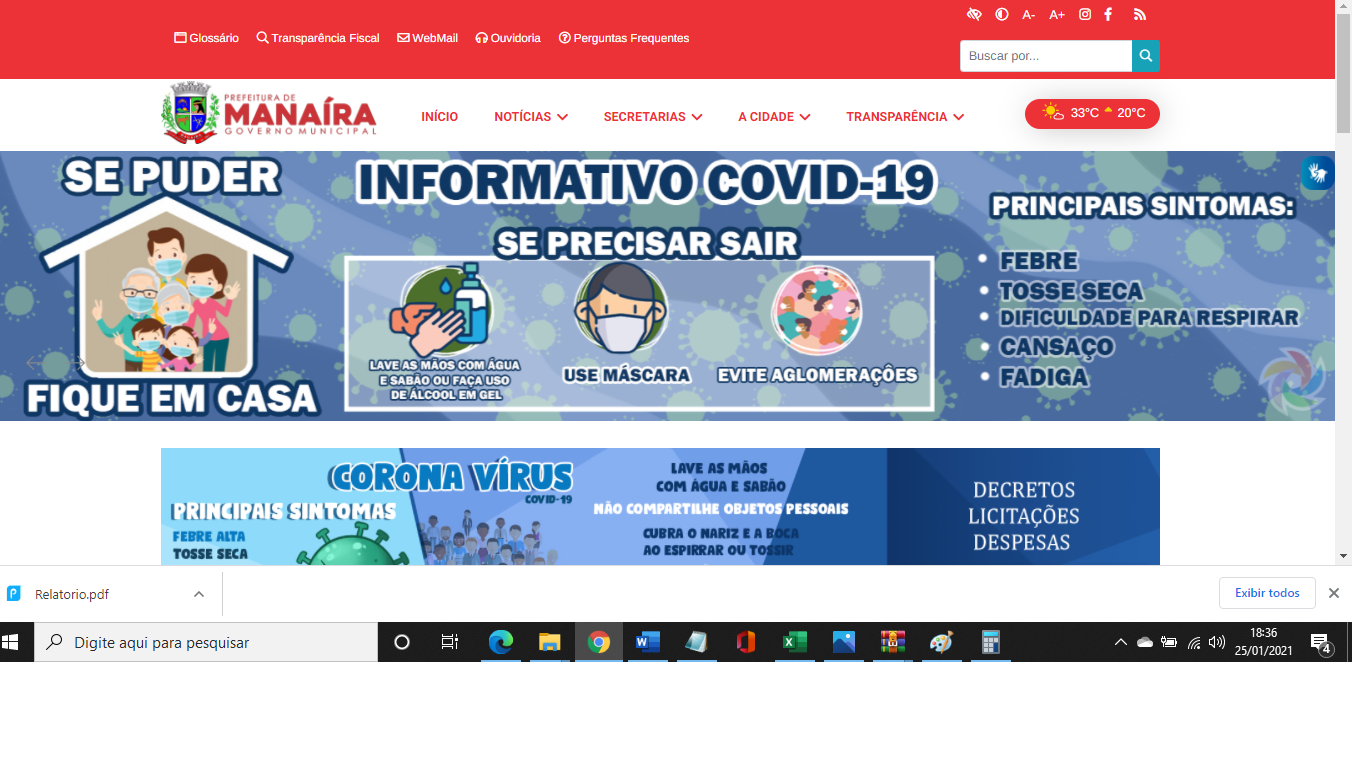 A- A+
Glossário Transparência Fiscal WebMail Ouvidoria Perguntas Frequentes
Buscar por...
PREFEITURA DE
MANAÍRA
GOVERNO MUNICIPAL
INÍCIO NOTÍCIAS SECRETARIAS A CIDADE TRANSPARÊNCIA
33°C 20°C
SE PUDER
FIQUE EM CASA
INFORMATIVO COVID-19
SE PRECISAR SAIR
LAVE AS MÃOS COM ÁGUA
E SABÃO OU FAÇA USO
DE ÁLCOOL EM GEL
USE MÁSCARA
EVITE AGLOMERAÇÕES
PRINCIPAIS SINTOMAS:
• FEBRE
• TOSSE SECA
• DIFICULDADE PARA RESPIRAR
• CANSAÇO
• FADIGA
CORONA VÍRUS
COVID-19
PRINCIPAIS SINTOMAS
FEBRE ALTA
TOSSE SECA
LAVE AS MÃOS
COM ÁGUA E SABÃO
NÃO COMPARTILHE OBJETOS PESSOAIS
CUBRA O NARIZ E A BOCA
AO ESPIRRAR OU TOSSIR
DECRETOS
LICITAÇÕES
DESPESAS
Relatorio.pdf
Exibir todos
Digite aqui para pesquisar
18:36
25/01/2021
4